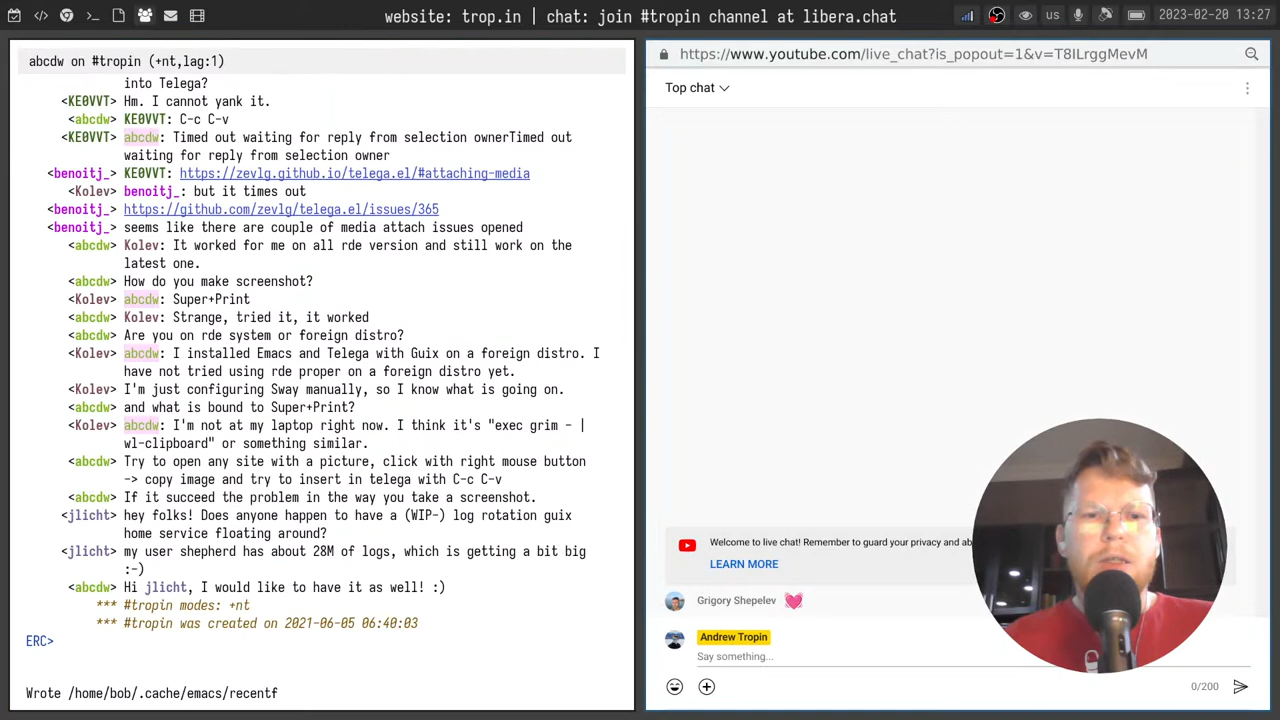 website: trop.in | chat: join #tropin channel at libera.chat
us
2023-02-20 13:27
abcdw on #tropin (+nt,lag:1)
into Telega?
<KE0VVT> Hm. I cannot yank it.
<abcdw> KE0VVT: C-c C-v
<KE0VVT> abcdw: Timed out waiting for reply from selection ownerTimed out
waiting for reply from selection owner
<benoitj_> KE0VVT: https://zevlg.github.io/telega.el/#attaching-media
<Kolev> benoitj_: but it times out
<benoitj_> https://github.com/zevlg/telega.el/issues/365
<benoitj_> seems like there are couple of media attach issues opened
<abcdw> Kolev: It worked for me on all rde version and still work on the
latest one.
<abcdw> How do you make screenshot?
<Kolev> abcdw: Super+Print
<abcdw> Kolev: Strange, tried it, it worked
<abcdw> Are you on rde system or foreign distro?
<Kolev> abcdw: I installed Emacs and Telega with Guix on a foreign distro. I
have not tried using rde proper on a foreign distro yet.
<Kolev> I'm just configuring Sway manually, so I know what is going on.
<abcdw> and what is bound to Super+Print?
<Kolev> abcdw: I'm not at my laptop right now. I think it's "exec grim - |
wl-clipboard" or something similar.
<abcdw> Try to open any site with a picture, click with right mouse button
-> copy image and try to insert in telega with C-c C-v
<abcdw> If it succeed the problem in the way you take a screenshot.
<jlicht> hey folks! Does anyone happen to have a (WIP-) log rotation guix
home service floating around?
<jlicht> my user shepherd has about 28M of logs, which is getting a bit big
:-)
<abcdw> Hi jlicht, I would like to have it as well! :)
*** #tropin modes: +nt
*** #tropin was created on 2021-06-05 06:40:03
ERC>
Wrote /home/bob/.cache/emacs/recentf
https://www.youtube.com/live_chat?is_popout=1&v=T8ILrggMevM
Top chat
Welcome to live chat! Remember to guard your privacy and ab
LEARN MORE
Grigory Shepelev
Andrew Tropin
Say something...
0/200